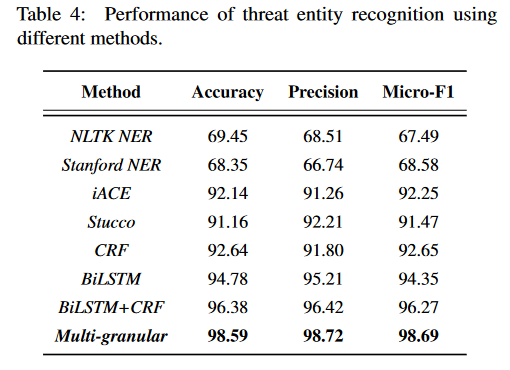 Table 4: Performance of threat entity recognition using
different methods.
Method Accuracy Precision Micro-F1
NLTK NER 69.45 68.51 67.49
Stanford NER 68.35 66.74 68.58
iACE 92.14 91.26 92.25
Stucco 91.16 92.21 91.47
CRF 92.64 91.80 92.65
BiLSTM 94.78 95.21 94.35
BiLSTM+CRF 96.38 96.42 96.27
Multi-granular 98.59 98.72 98.69